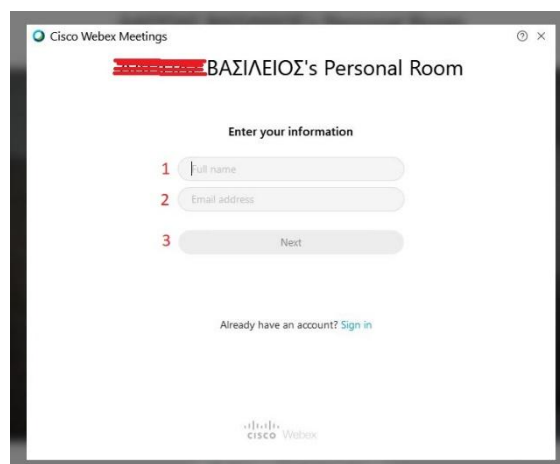 Cisco Webex Meetings
ΒΑΣΙΛΕΙΟΣ's Personal Room
Enter your information
1 Full name
2 Email address
3 Next
Already have an account? Sign in
cisco Webex